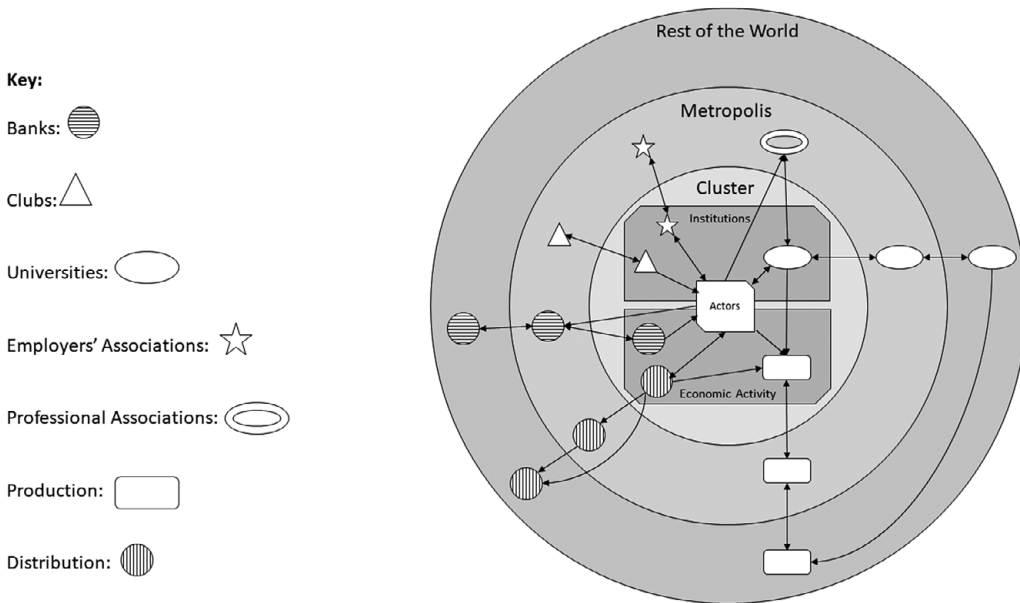 Key:
Banks:
Clubs:
Universities:
Employers' Associations:
Professional Associations:
Production:
Distribution:
Rest of the World
Metropolis
Cluster
Institutions
Actors
Economic Activity